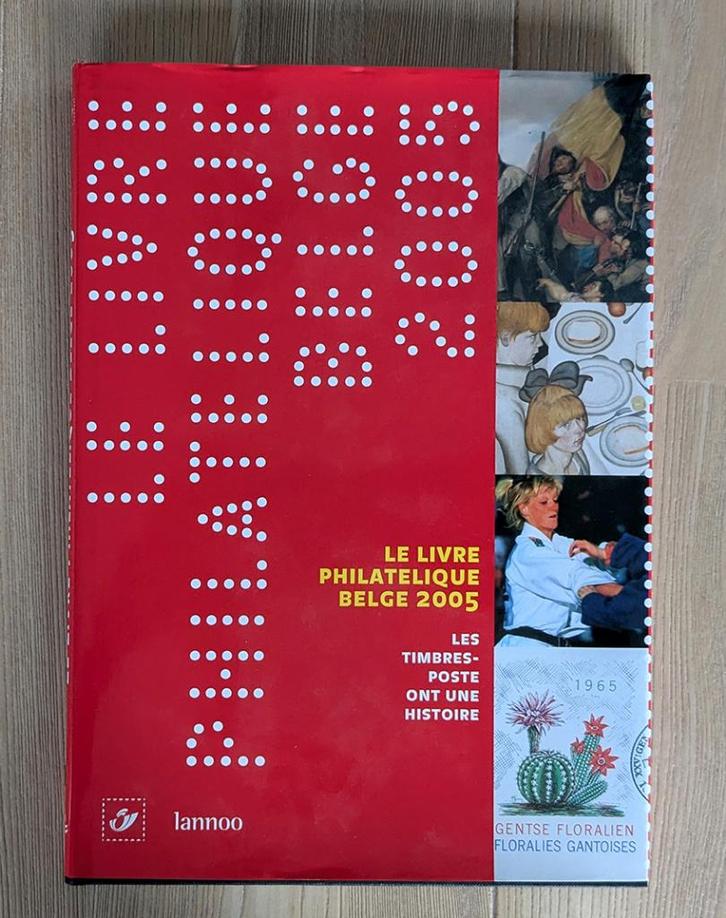 LE LIVRE
PHILATELIQUE
BELGE
2005
LE LIVRE
PHILATELIQUE
BELGE 2005
LES
TIMBRES-
POSTE
ONT UNE
HISTOIRE
lannoo
1965
GENTSE FLORALIEN
FLORALIES GANTOISES